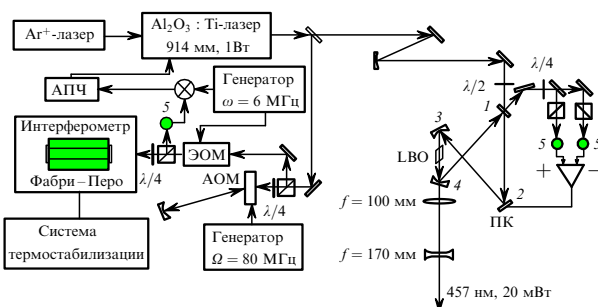 Ar⁺-лазер
Al₂O₃ : Ti-лазер
914 мм, 1Вт
АПЧ
Генератор
ω = 6 МГц
5
Интерферометр
Фабри – Перо
λ/4
ЭОМ
АОМ
λ/4
Система
термостабилизации
Генератор
Ω = 80 МГц
λ/2
λ/4
1
3
LBO
4
2
ПК
5
5
+
−
f = 100 мм
f = 170 мм
457 нм, 20 мВт